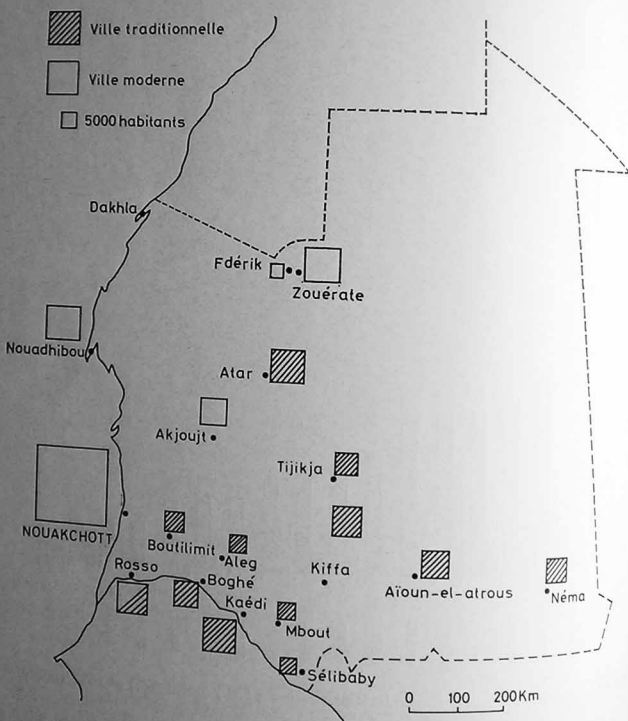 Ville traditionnelle
Ville moderne
5000 habitants
Dakhla
Fdérik
Zouérate
Nouadhibou
Atar
Akjoujt
Tijikja
NOUAKCHOTT
Boutilimit
Aleg
Rosso
Boghé
Kiffa
Aïoun-el-atrous
Néma
Kaédi
Mbout
Sélibaby
0 100 200Km